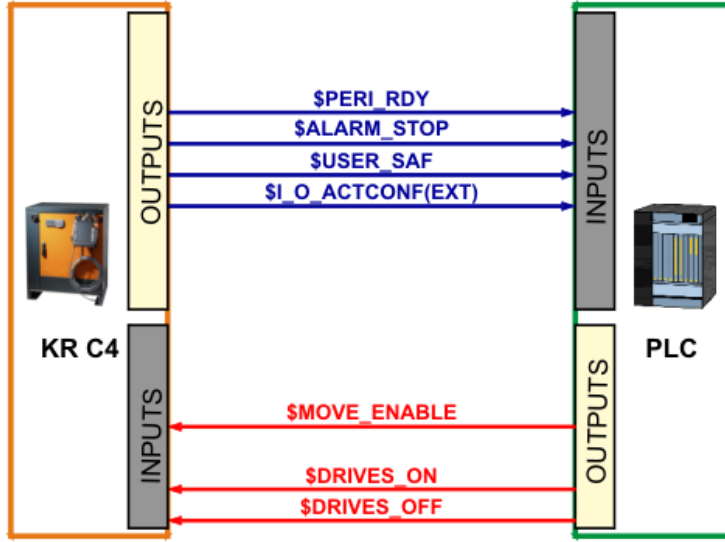 $PERI_RDY
$ALARM_STOP
$USER_SAF
$I_O_ACTCONF(EXT)
OUTPUTS
INPUTS
KR C4
PLC
INPUTS
OUTPUTS
$MOVE_ENABLE
$DRIVES_ON
$DRIVES_OFF